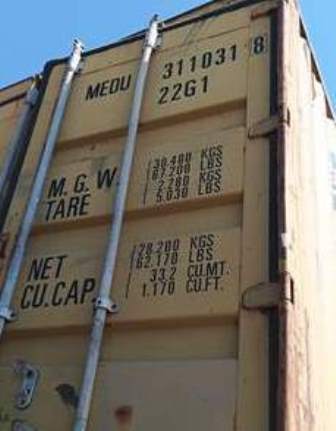 MEDU 311031 8
22G1
M.G.W. 30.480 KGS
67.200 LBS
TARE 2.280 KGS
5.030 LBS
NET 28.200 KGS
62.170 LBS
CU.CAP. 33.2 CU.MT.
1.170 CU.FT.